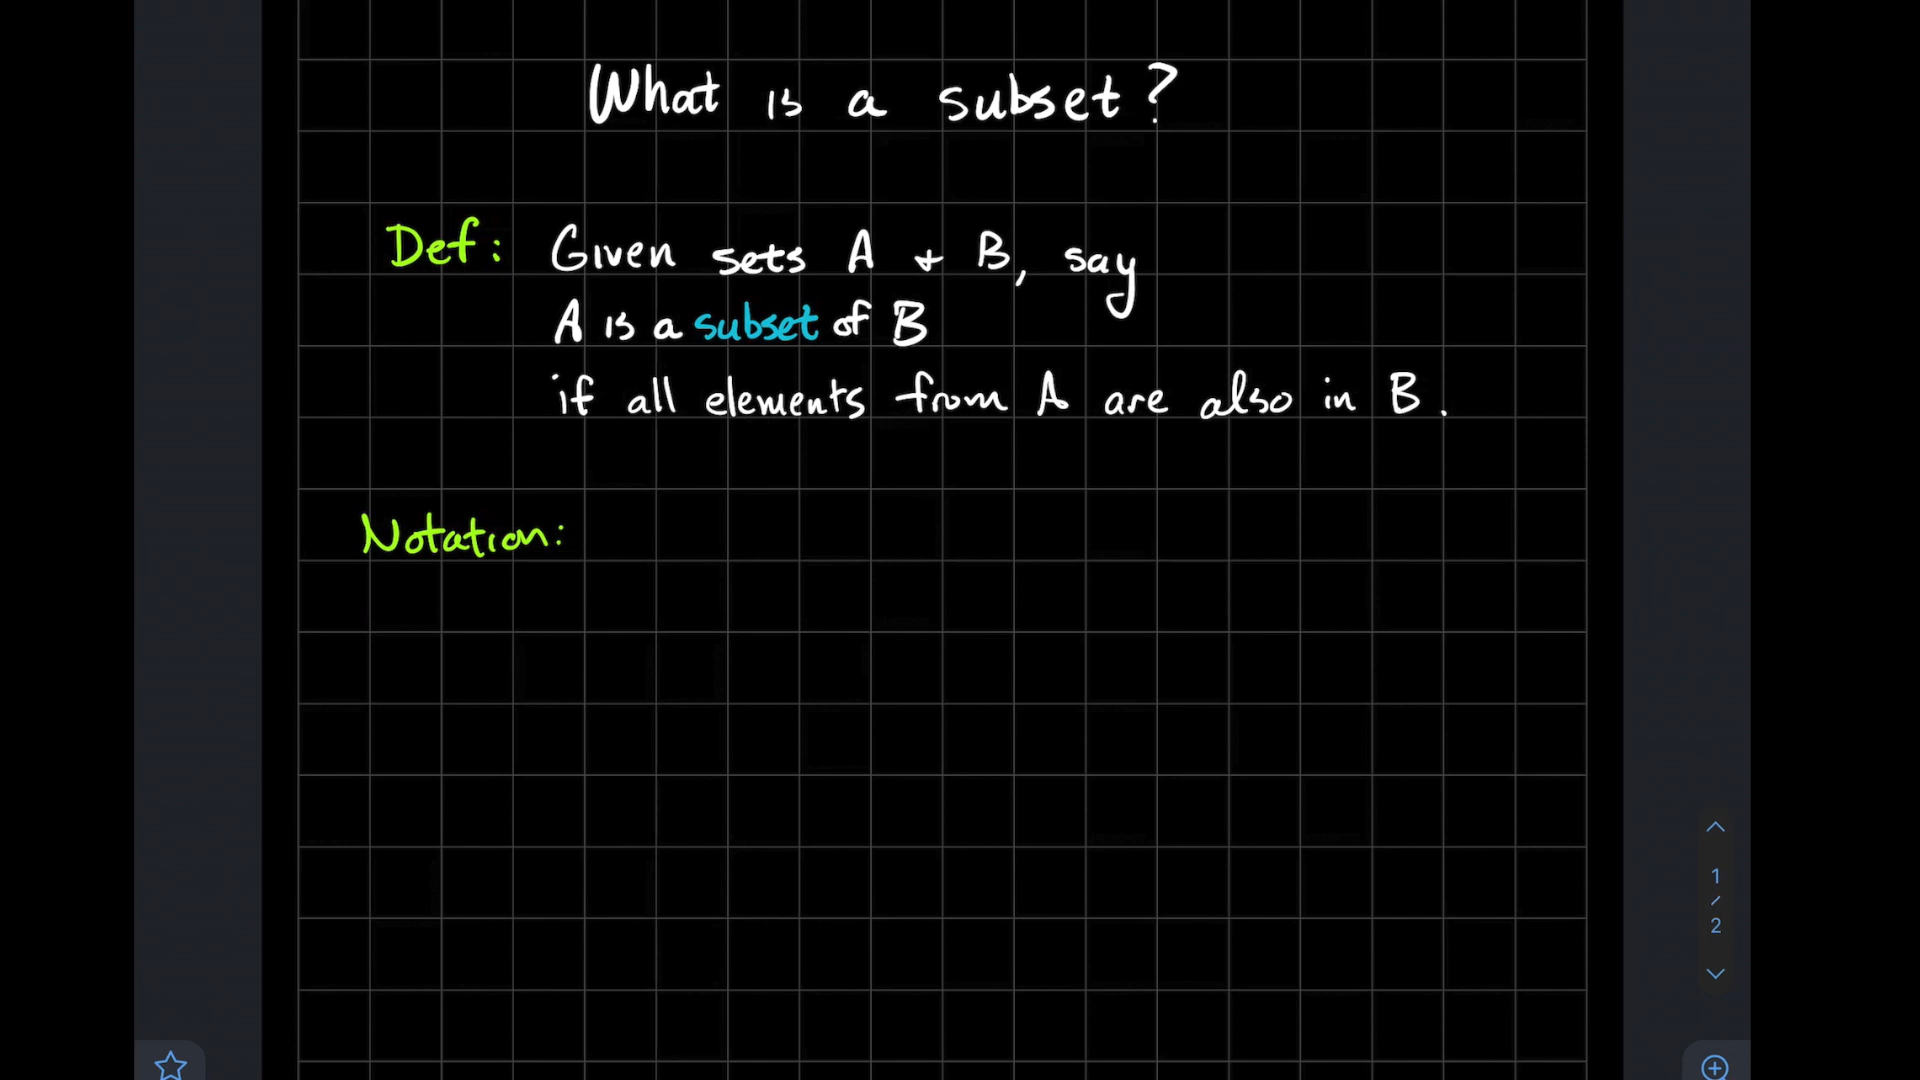 What is a subset?
Def: Given sets A + B, say
A is a subset of B
if all elements from A are also in B.
Notation:
1
/
2